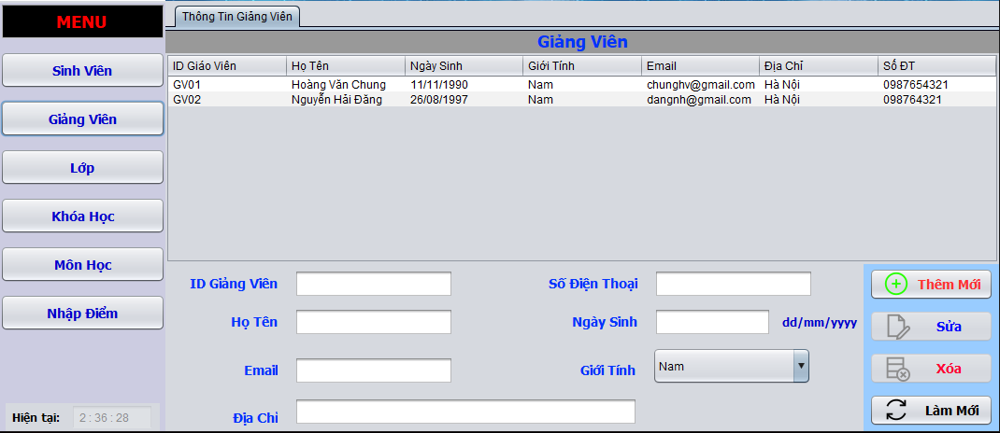 MENU
Sinh Viên
Giảng Viên
Lớp
Khóa Học
Môn Học
Nhập Điểm
Hiện tại: 2 : 36 : 28
Thông Tin Giảng Viên
Giảng Viên
ID Giáo Viên Họ Tên Ngày Sinh Giới Tính Email Địa Chỉ Số ĐT
GV01 Hoàng Văn Chung 11/11/1990 Nam chunghv@gmail.com Hà Nội 0987654321
GV02 Nguyễn Hải Đăng 26/08/1997 Nam dangnh@gmail.com Hà Nội 098764321
ID Giảng Viên Số Điện Thoại
Họ Tên Ngày Sinh dd/mm/yyyy
Email Giới Tính Nam
Địa Chỉ
Thêm Mới
Sửa
Xóa
Làm Mới